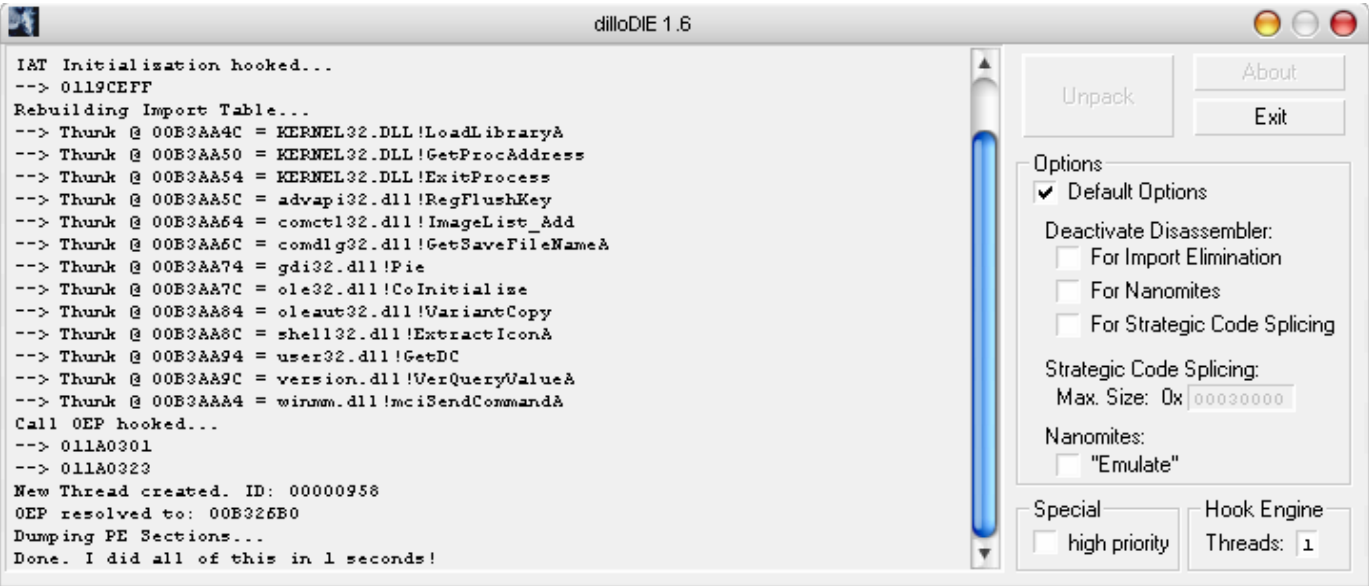 dilloDIE 1.6
IAT Initialisation hooked...
--> 0119CEFF
Rebuilding Import Table...
--> Thunk @ 00B3AA4C = KERNEL32.DLL!LoadLibraryA
--> Thunk @ 00B3AA50 = KERNEL32.DLL!GetProcAddress
--> Thunk @ 00B3AA54 = KERNEL32.DLL!ExitProcess
--> Thunk @ 00B3AA5C = advapi32.dll!RegFlushKey
--> Thunk @ 00B3AA64 = comctl32.dll!ImageList_Add
--> Thunk @ 00B3AA6C = comdlg32.dll!GetSaveFileNameA
--> Thunk @ 00B3AA74 = gdi32.dll!Pie
--> Thunk @ 00B3AA7C = ole32.dll!CoInitialize
--> Thunk @ 00B3AA84 = oleaut32.dll!VariantCopy
--> Thunk @ 00B3AA8C = shell32.dll!ExtractIconA
--> Thunk @ 00B3AA94 = user32.dll!GetDC
--> Thunk @ 00B3AA9C = version.dll!VerQueryValueA
--> Thunk @ 00B3AAA4 = winmm.dll!mciSendCommandA
Call OEP hooked...
--> 011A0301
--> 011A0323
New Thread created. ID: 00000958
OEP resolved to: 00B326B0
Dumping PE Sections...
Done. I did all of this in 1 seconds!
Unpack
About
Exit
Options
Default Options
Deactivate Disassembler:
For Import Elimination
For Nanomites
For Strategic Code Splicing
Strategic Code Splicing:
Max. Size: 0x 00030000
Nanomites:
"Emulate"
Special
high priority
Hook Engine
Threads: 1